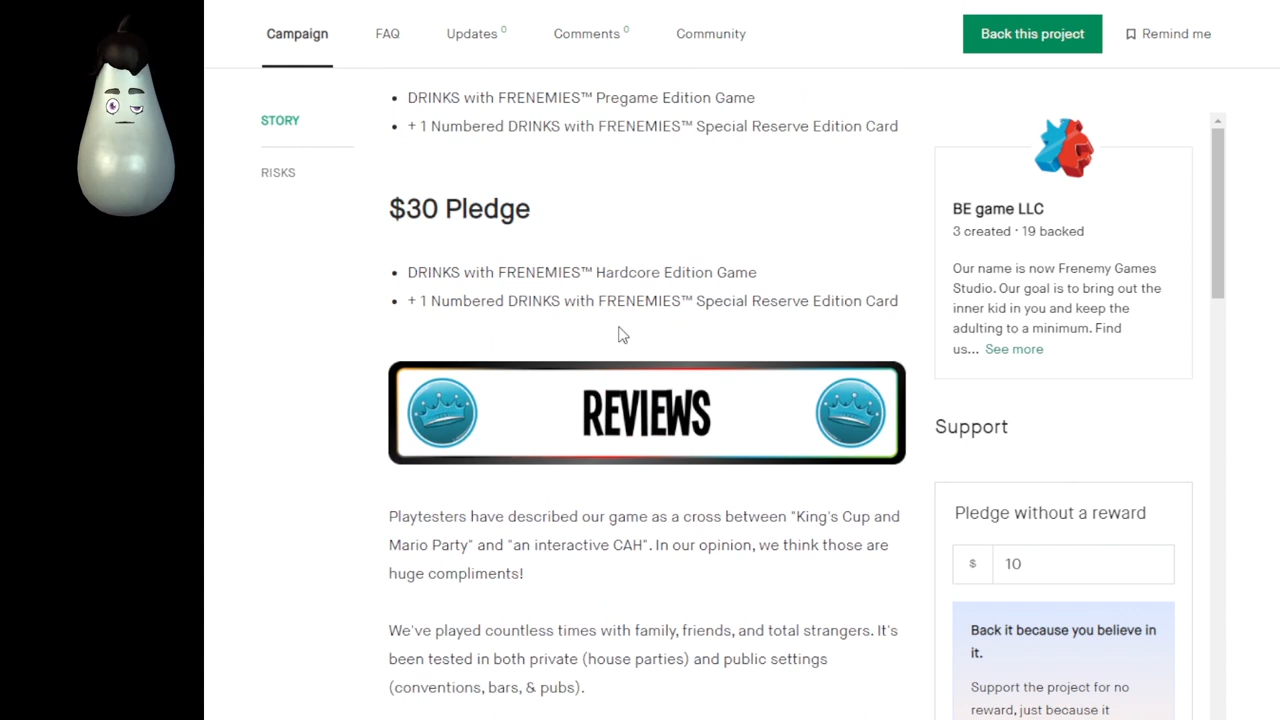 Campaign
FAQ
Updates 0
Comments 0
Community
Back this project
Remind me
STORY
RISKS
• DRINKS with FRENEMIES™ Pregame Edition Game
• + 1 Numbered DRINKS with FRENEMIES™ Special Reserve Edition Card
$30 Pledge
• DRINKS with FRENEMIES™ Hardcore Edition Game
• + 1 Numbered DRINKS with FRENEMIES™ Special Reserve Edition Card
REVIEWS
Playtesters have described our game as a cross between "King's Cup and
Mario Party" and "an interactive CAH". In our opinion, we think those are
huge compliments!
We've played countless times with family, friends, and total strangers. It's
been tested in both private (house parties) and public settings
(conventions, bars, & pubs).
BE game LLC
3 created · 19 backed
Our name is now Frenemy Games
Studio. Our goal is to bring out the
inner kid in you and keep the
adulting to a minimum. Find
us... See more
Support
Pledge without a reward
$ 10
Back it because you believe in
it.
Support the project for no
reward, just because it